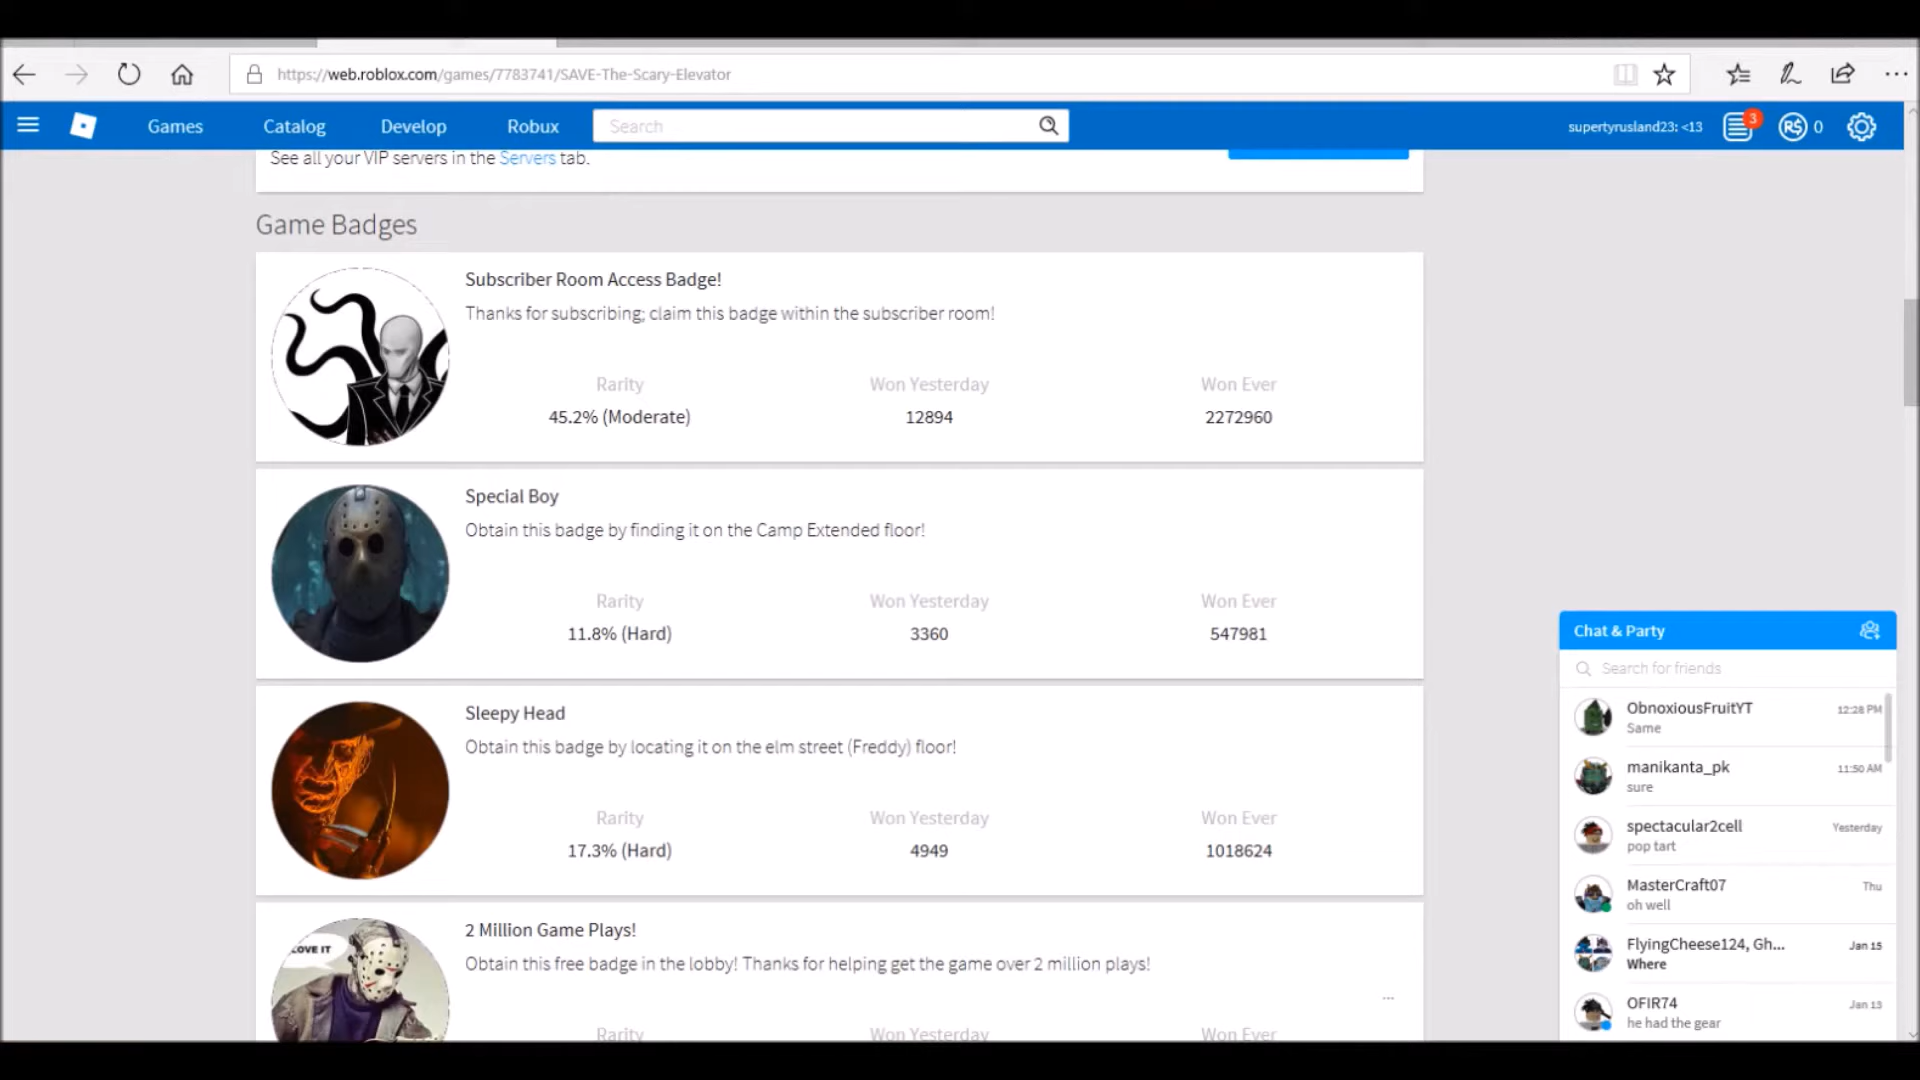 https://web.roblox.com/games/7783741/SAVE-The-Scary-Elevator
Games Catalog Develop Robux Search supertyrusland23: <13 3 R$ 0
See all your VIP servers in the Servers tab.
Game Badges
Subscriber Room Access Badge!
Thanks for subscribing; claim this badge within the subscriber room!
Rarity Won Yesterday Won Ever
45.2% (Moderate) 12894 2272960
Special Boy
Obtain this badge by finding it on the Camp Extended floor!
Rarity Won Yesterday Won Ever
11.8% (Hard) 3360 547981
Sleepy Head
Obtain this badge by locating it on the elm street (Freddy) floor!
Rarity Won Yesterday Won Ever
17.3% (Hard) 4949 1018624
2 Million Game Plays!
Obtain this free badge in the lobby! Thanks for helping get the game over 2 million plays!
LOVE IT
...
Rarity Won Yesterday Won Ever
Chat & Party
Search for friends
ObnoxiousFruitYT 12:28 PM
Same
manikanta_pk 11:50 AM
sure
spectacular2cell Yesterday
pop tart
MasterCraft07 Thu
oh well
FlyingCheese124, Gh... Jan 15
Where
OFIR74 Jan 13
he had the gear